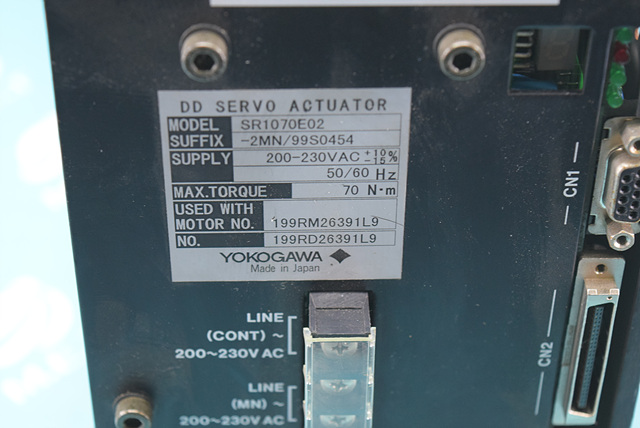 DD SERVO ACTUATOR
MODEL SR1070E02
SUFFIX -2MN/99S0454
SUPPLY 200-230VAC +10% -15%
50/60 Hz
MAX.TORQUE 70 N·m
USED WITH
MOTOR NO. 199RM26391L9
NO. 199RD26391L9
YOKOGAWA
Made in Japan
LINE
(CONT) ~
200~230V AC
LINE
(MN) ~
200~230V AC
CN1
CN2